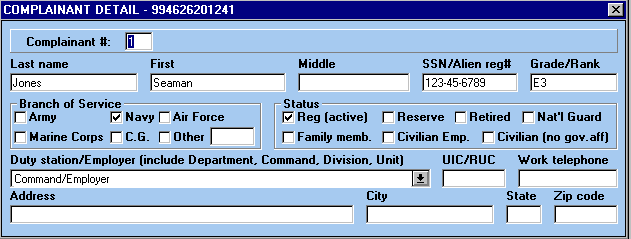 COMPLAINANT DETAIL - 994626201241
Complainant #: 1
Last name First Middle SSN/Alien reg# Grade/Rank
Jones Seaman 123-45-6789 E3
Branch of Service Status
Army Navy Air Force Reg (active) Reserve Retired Nat'l Guard
Marine Corps C.G. Other Family memb. Civilian Emp. Civilian (no gov.aff)
Duty station/Employer (include Department, Command, Division, Unit) UIC/RUC Work telephone
Command/Employer
Address City State Zip code